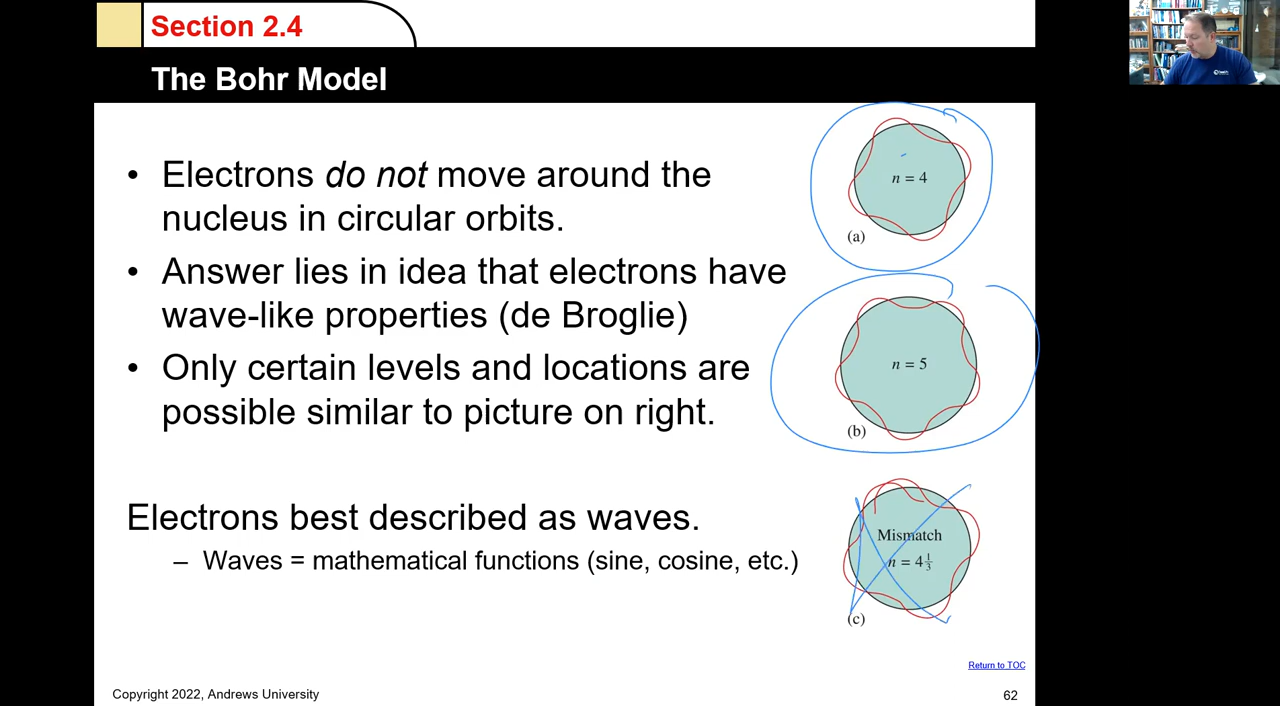 Section 2.4
The Bohr Model
• Electrons do not move around the
nucleus in circular orbits.
• Answer lies in idea that electrons have
wave-like properties (de Broglie)
• Only certain levels and locations are
possible similar to picture on right.
Electrons best described as waves.
– Waves = mathematical functions (sine, cosine, etc.)
n = 4
(a)
n = 5
(b)
Mismatch
n = 4 1/3
(c)
Return to TOC
Copyright 2022, Andrews University
62